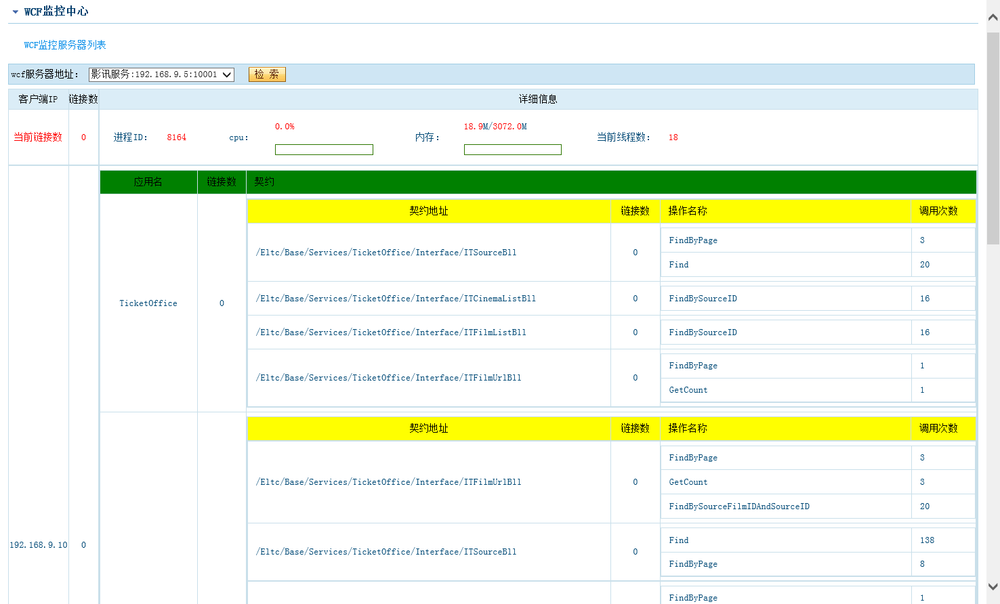 WCF监控中心
WCF监控服务器列表
wcf服务器地址： 影讯服务:192.168.9.5:10001 检 索
客户端IP 链接数 详细信息
当前链接数 0 进程ID： 8164 cpu： 0.0% 内存： 18.9M/3072.0M 当前线程数： 18
应用名 链接数 契约
契约地址 链接数 操作名称 调用次数
/Eltc/Base/Services/TicketOffice/Interface/ITSourceBll 0
FindByPage 3
Find 20
/Eltc/Base/Services/TicketOffice/Interface/ITCinemaListBll 0 FindBySourceID 16
TicketOffice 0
/Eltc/Base/Services/TicketOffice/Interface/ITFilmListBll 0 FindBySourceID 16
/Eltc/Base/Services/TicketOffice/Interface/ITFilmUrlBll 0
FindByPage 1
GetCount 1
契约地址 链接数 操作名称 调用次数
/Eltc/Base/Services/TicketOffice/Interface/ITFilmUrlBll 0
FindByPage 3
GetCount 3
FindBySourceFilmIDAndSourceID 20
192.168.9.10 0
/Eltc/Base/Services/TicketOffice/Interface/ITSourceBll 0
Find 138
FindByPage 8
FindByPage 1